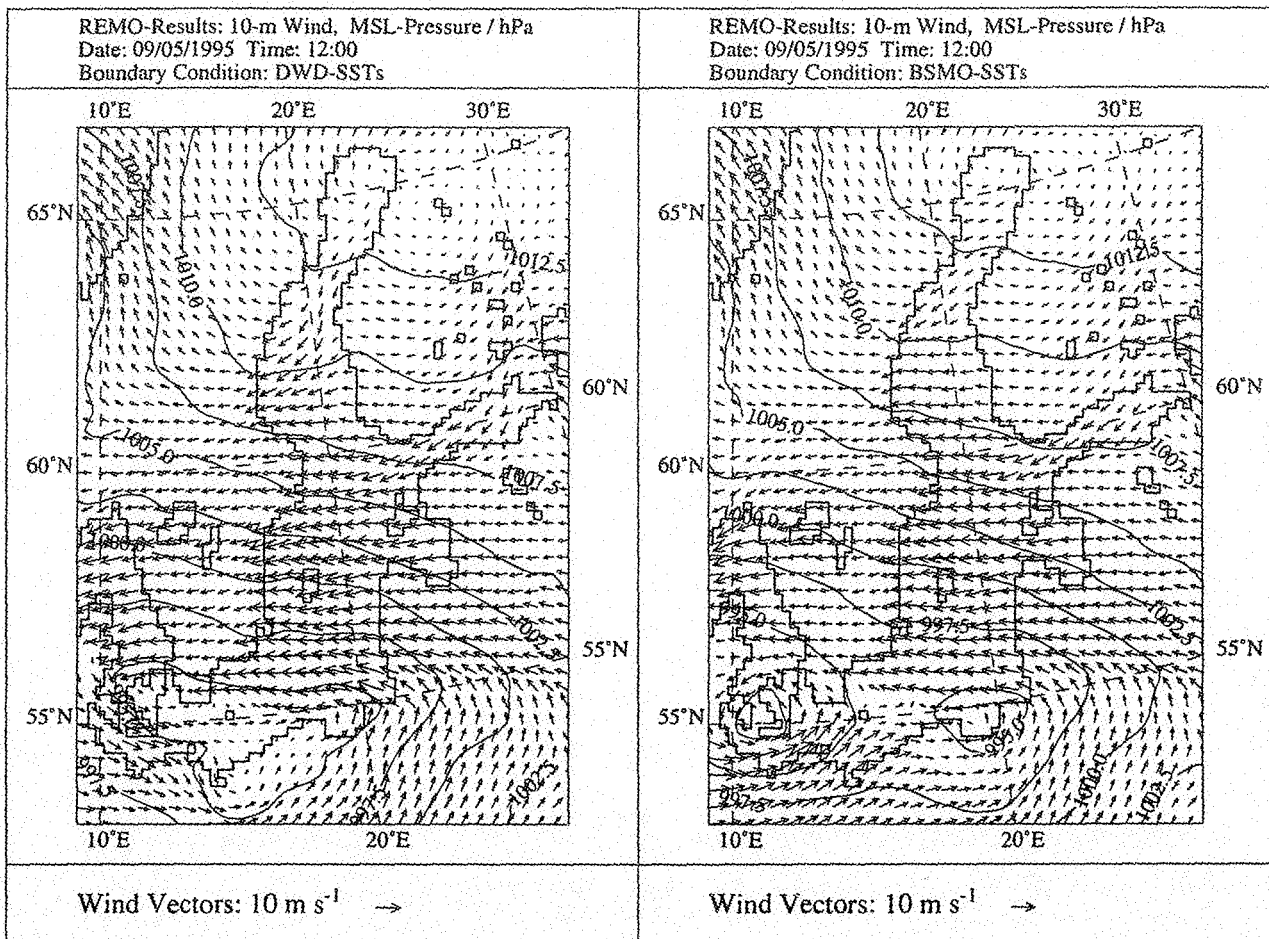 REMO-Results: 10-m Wind, MSL-Pressure / hPa
Date: 09/05/1995 Time: 12:00
Boundary Condition: DWD-SSTs
10°E 20°E 30°E
65°N
60°N
60°N
55°N
55°N
10°E 20°E
1010.0
1012.5
1005.0
1007.5
1000.0
1002.5
1002.5
Wind Vectors: 10 m s⁻¹ →
REMO-Results: 10-m Wind, MSL-Pressure / hPa
Date: 09/05/1995 Time: 12:00
Boundary Condition: BSMO-SSTs
10°E 20°E 30°E
65°N
60°N
60°N
55°N
55°N
10°E 20°E
1010.0
1012.5
1005.0
1007.5
1000.0
1002.5
995.0
997.5
995.0
997.5
1000.0
Wind Vectors: 10 m s⁻¹ →